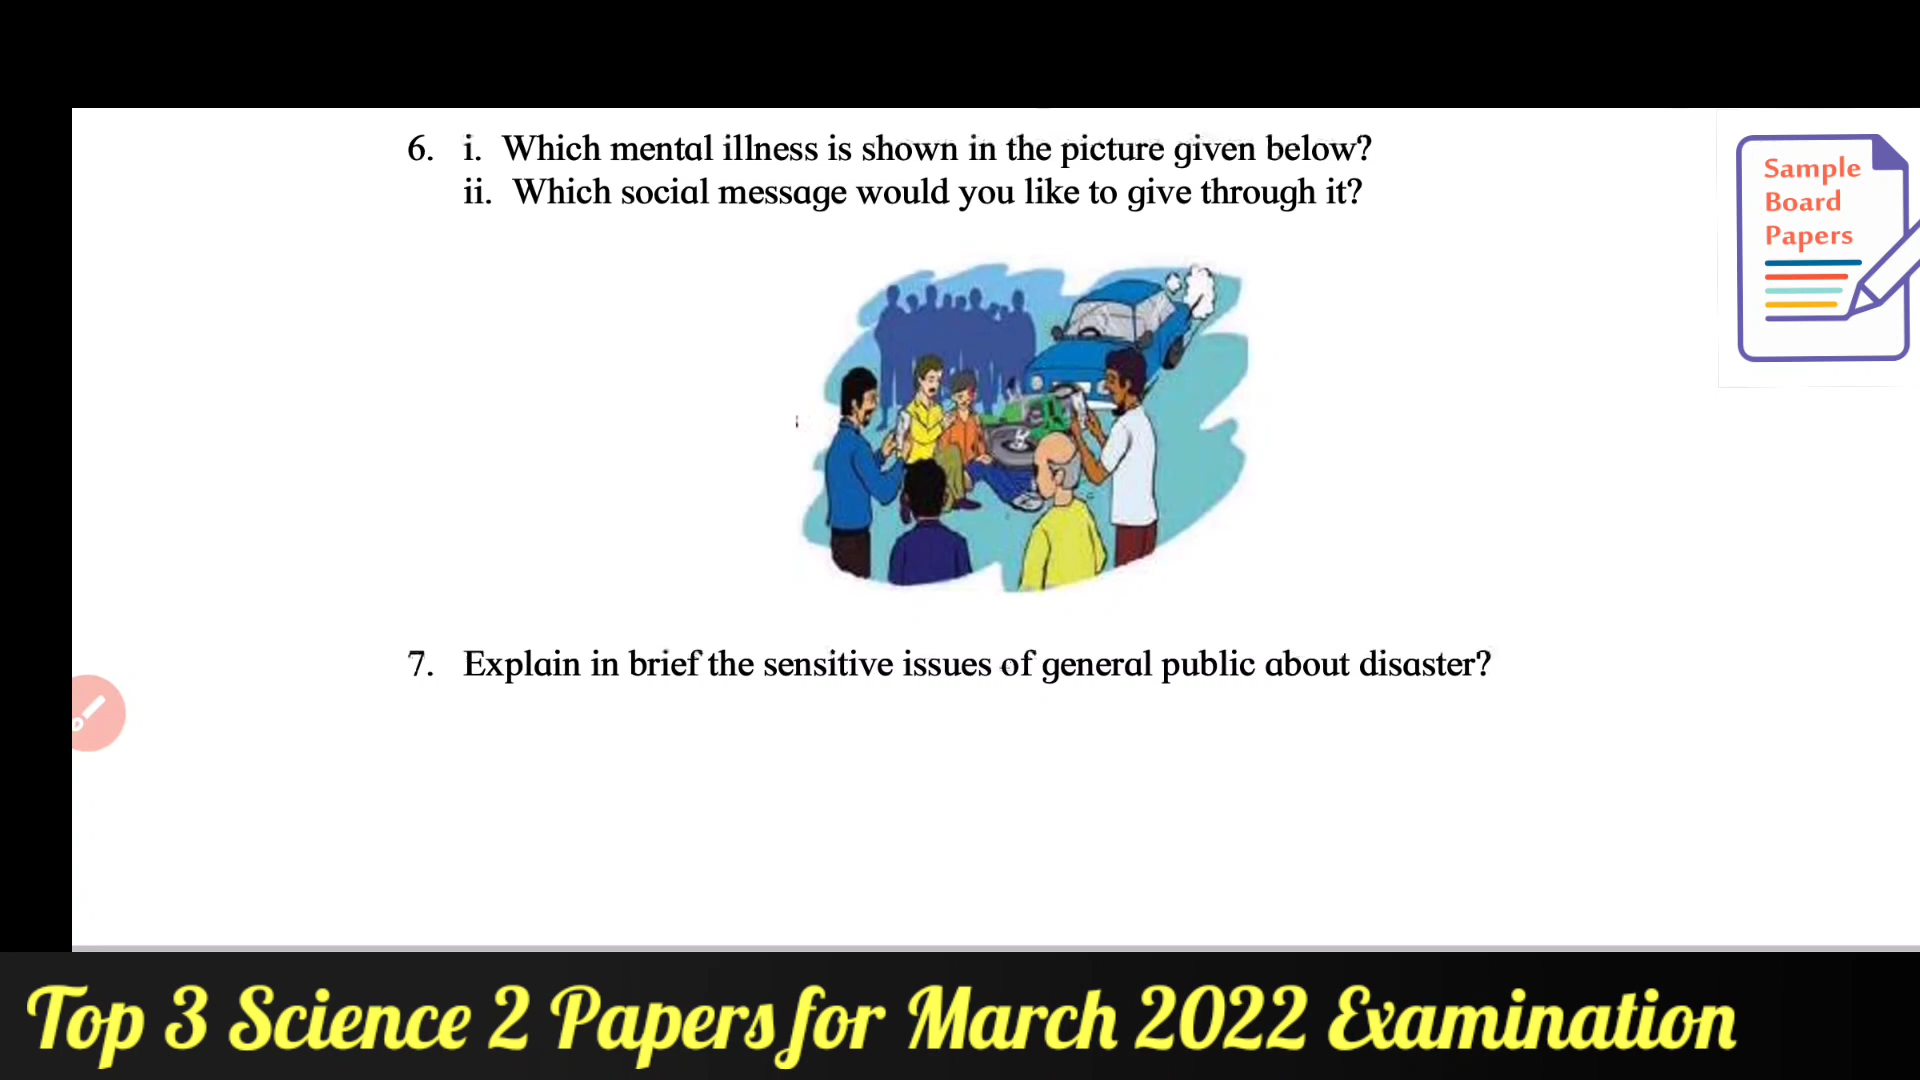 6. i. Which mental illness is shown in the picture given below?
ii. Which social message would you like to give through it?
Sample
Board
Papers
7. Explain in brief the sensitive issues of general public about disaster?
Top 3 Science 2 Papers for March 2022 Examination